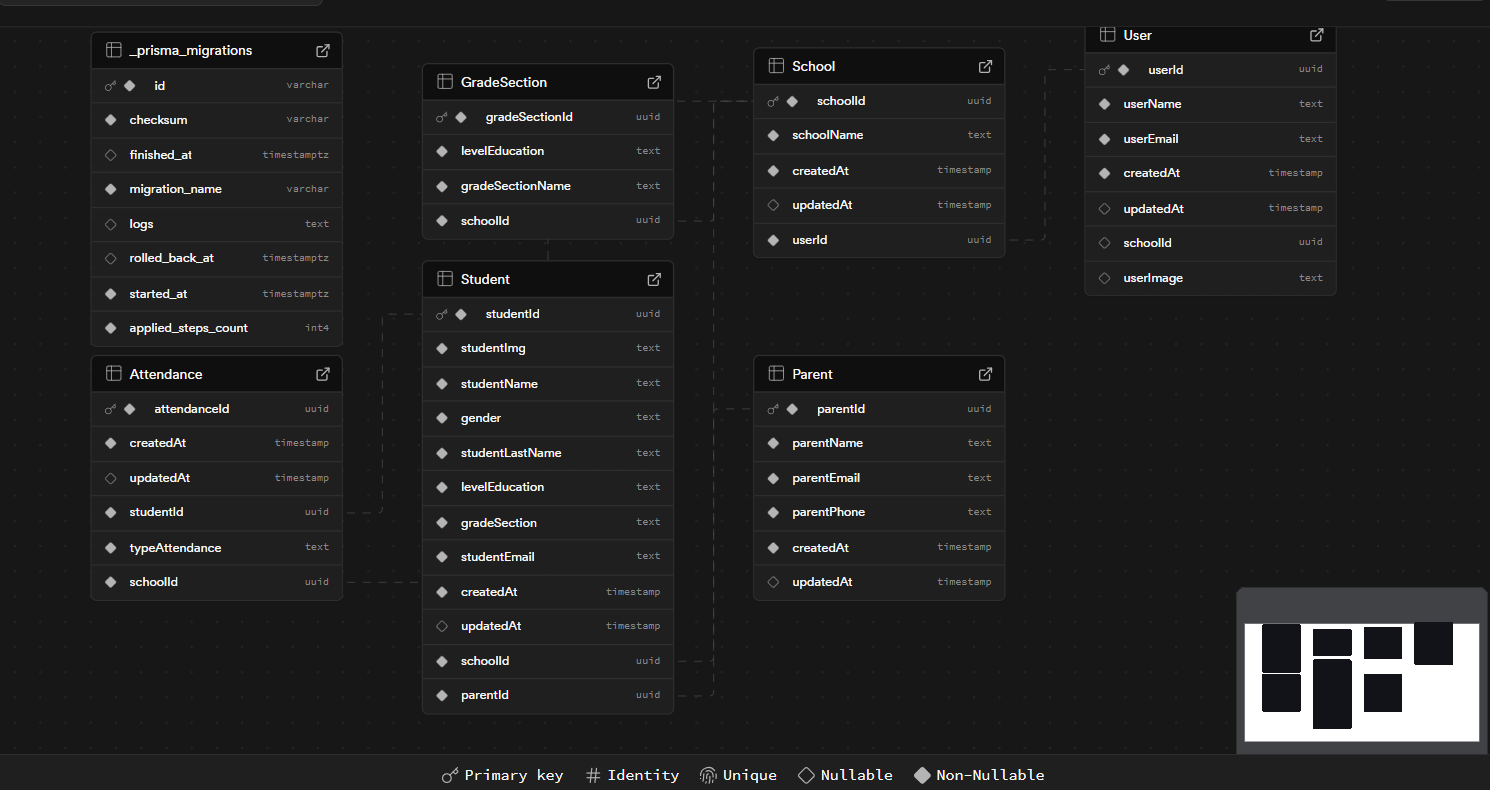 _prisma_migrations
id varchar
checksum varchar
finished_at timestamptz
migration_name varchar
logs text
rolled_back_at timestamptz
started_at timestamptz
applied_steps_count int4
Attendance
attendanceId uuid
createdAt timestamp
updatedAt timestamp
studentId uuid
typeAttendance text
schoolId uuid
GradeSection
gradeSectionId uuid
levelEducation text
gradeSectionName text
schoolId uuid
Student
studentId uuid
studentImg text
studentName text
gender text
studentLastName text
levelEducation text
gradeSection text
studentEmail text
createdAt timestamp
updatedAt timestamp
schoolId uuid
parentId uuid
School
schoolId uuid
schoolName text
createdAt timestamp
updatedAt timestamp
userId uuid
Parent
parentId uuid
parentName text
parentEmail text
parentPhone text
createdAt timestamp
updatedAt timestamp
User
userId uuid
userName text
userEmail text
createdAt timestamp
updatedAt timestamp
schoolId uuid
userImage text
Primary key # Identity Unique Nullable Non-Nullable